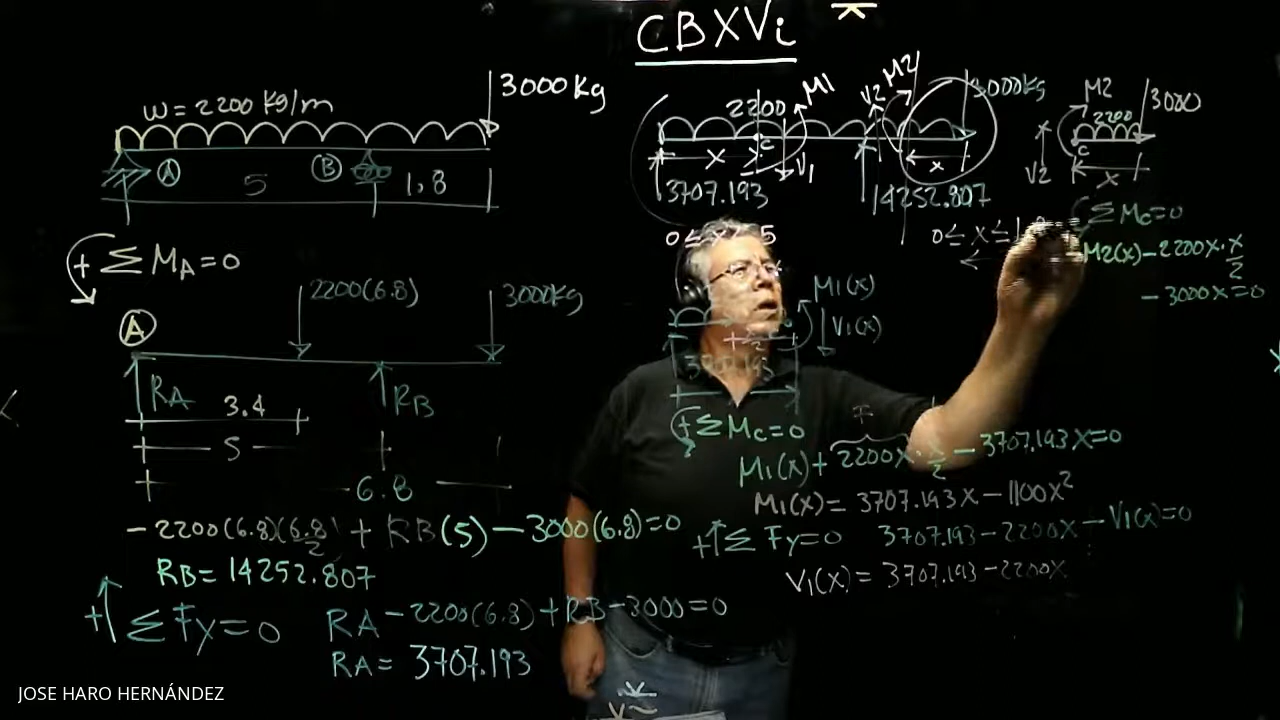 CBXVi
w=2200 Kg/m
3000Kg
A
B
5
1,8
+ ΣMA=0
2200(6.8)
3000Kg
A
RA
RB
3.4
5
6.8
-2200(6.8)(6.8/2) + RB(5) - 3000(6.8)=0
RB=14252.807
+ ΣFy=0
RA-2200(6.8)+RB-3000=0
RA= 3707.193
2200
M1
V2
M2
3000Kg
c
x
V1
x
3707.193
14252.807
0≤ 5
0≤x≤1
M2
3000
2200
c
x
V2
x
ΣMc=0
M2(x)-2200x·x/2
-3000x=0
M1(x)
V1(x)
3707.193
+ ΣMc=0
F
M1(x)+2200x·x/2 - 3707.193x=0
M1(x)= 3707.193x-1100x²
+ ΣFy=0 3707.193-2200x-V1(x)=0
V1(x)= 3707.193-2200x
JOSE HARO HERNÁNDEZ